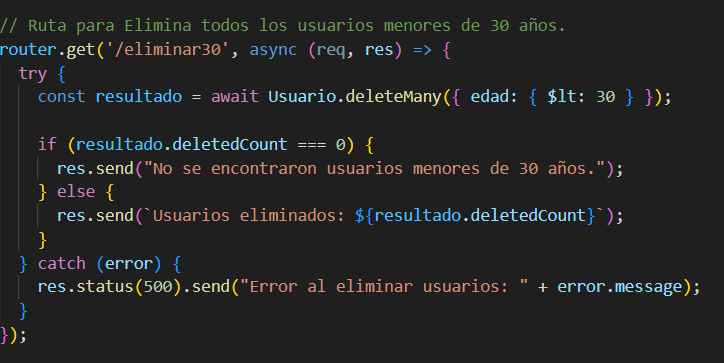 // Ruta para Elimina todos los usuarios menores de 30 años.
router.get('/eliminar30', async (req, res) => {
  try {
    const resultado = await Usuario.deleteMany({ edad: { $lt: 30 } });

    if (resultado.deletedCount === 0) {
      res.send("No se encontraron usuarios menores de 30 años.");
    } else {
      res.send(`Usuarios eliminados: ${resultado.deletedCount}`);
    }
  } catch (error) {
    res.status(500).send("Error al eliminar usuarios: " + error.message);
  }
});